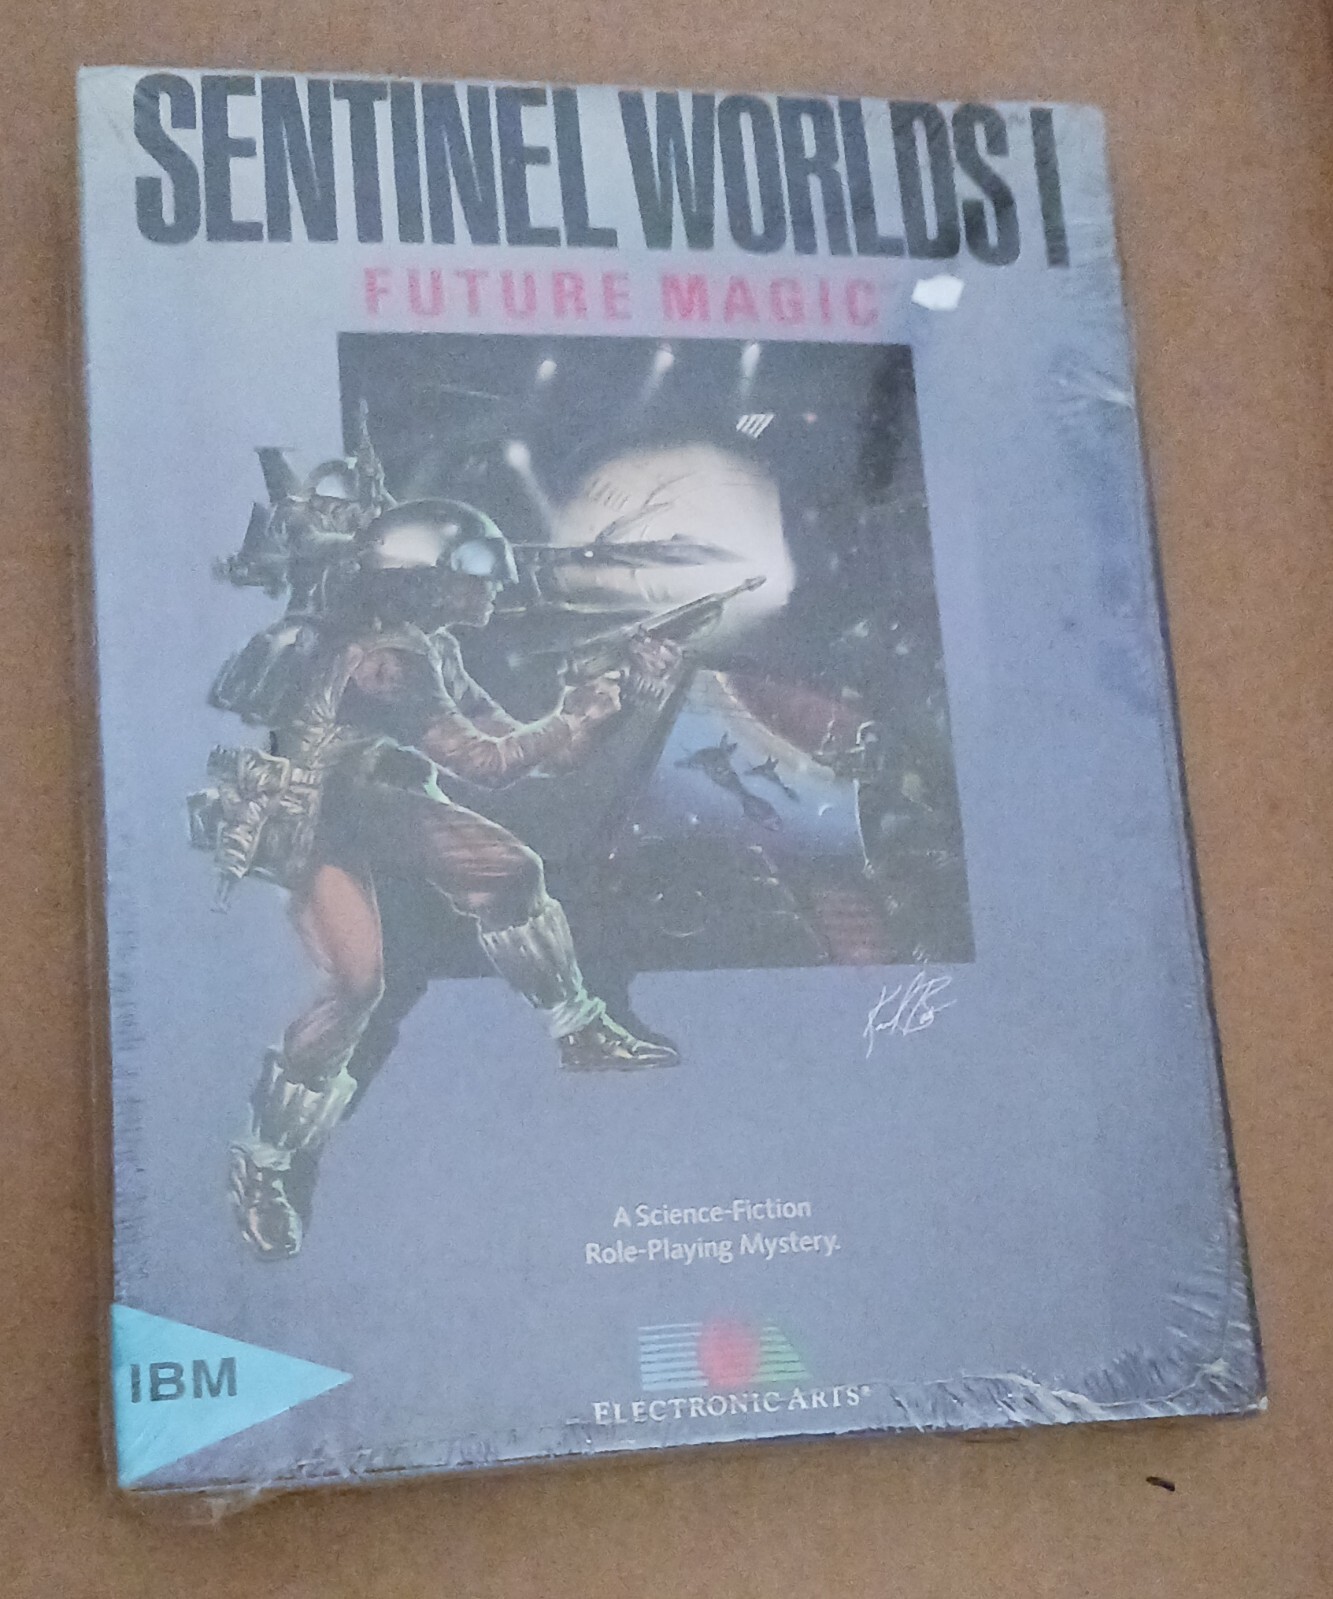 SENTINEL WORLDS I
FUTURE MAGIC
A Science-Fiction
Role-Playing Mystery.
IBM
ELECTRONIC ARTS®